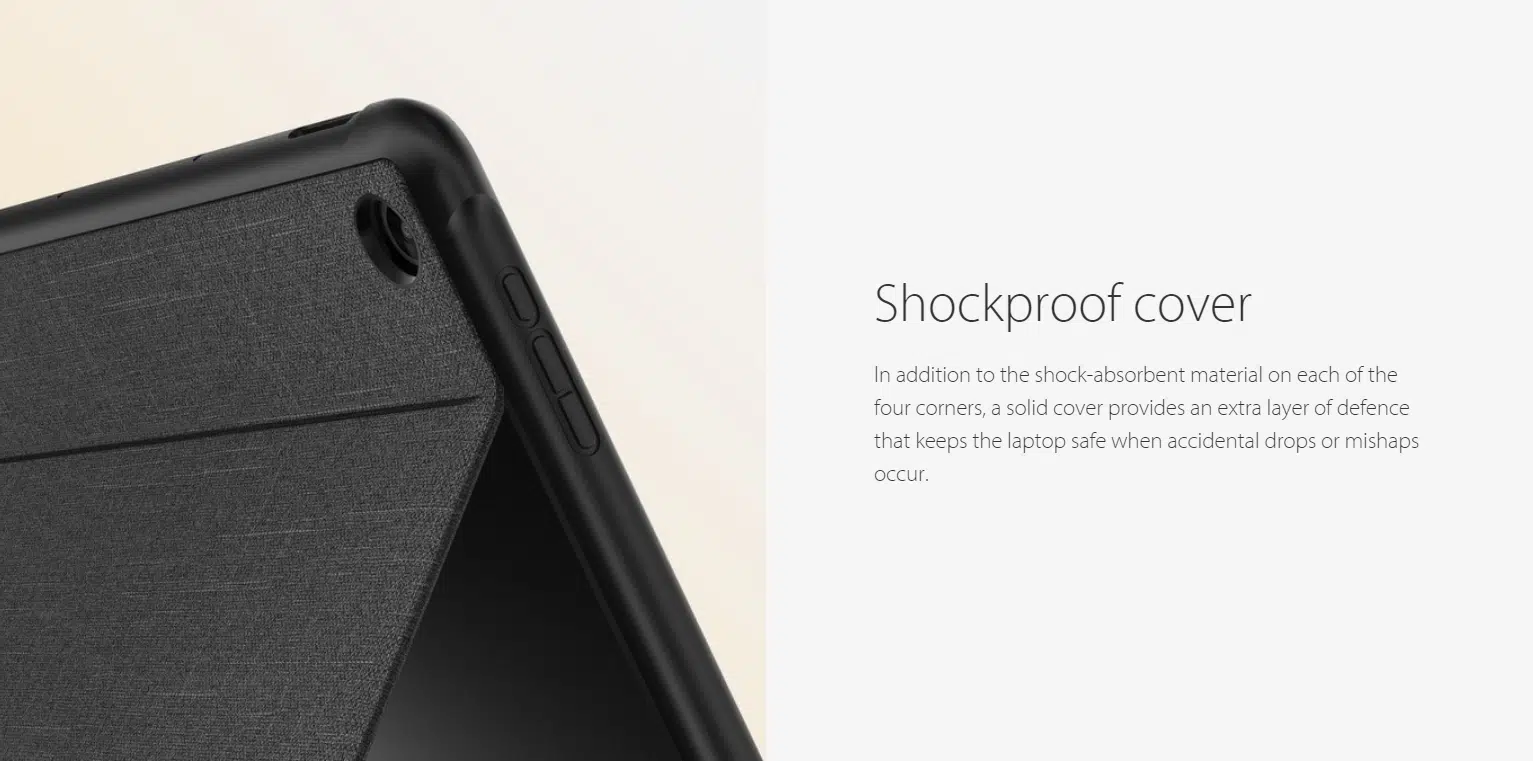 Shockproof cover
In addition to the shock-absorbent material on each of the
four corners, a solid cover provides an extra layer of defence
that keeps the laptop safe when accidental drops or mishaps
occur.